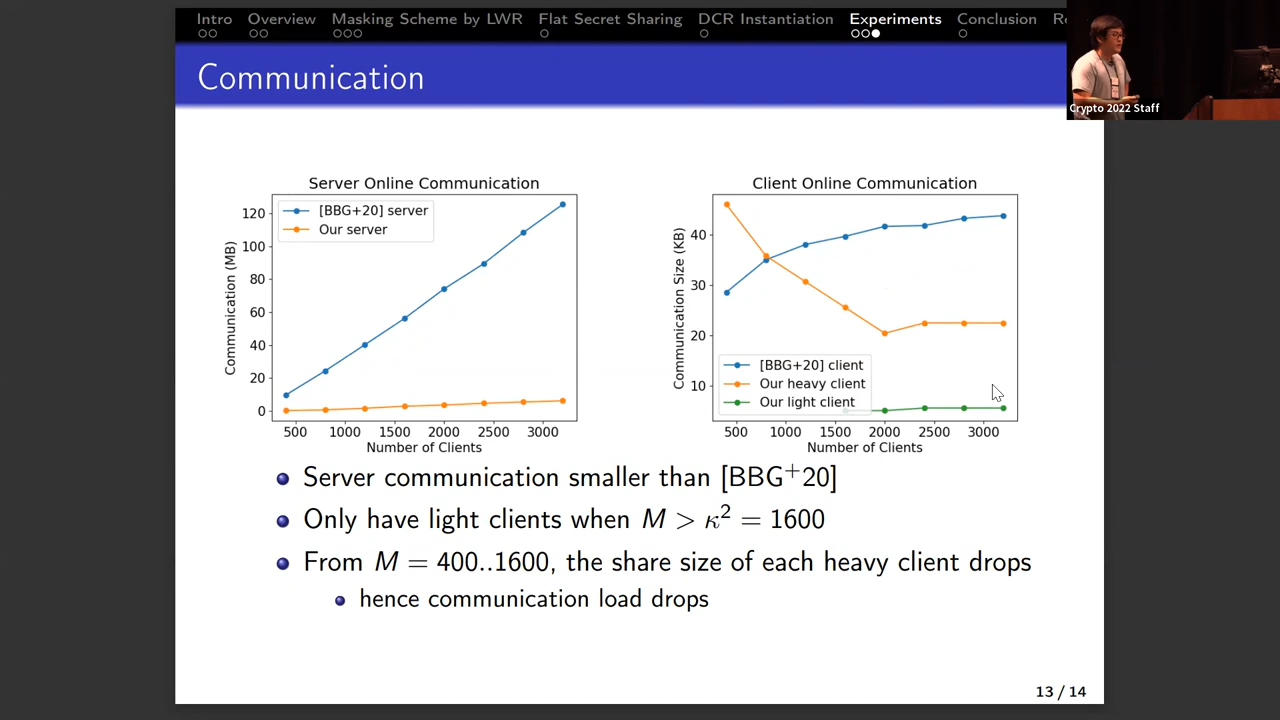 Intro Overview Masking Scheme by LWR Flat Secret Sharing DCR Instantiation Experiments Conclusion
Crypto 2022 Staff
Communication
Server Online Communication
[BBG+20] server
Our server
Communication (MB)
120
100
80
60
40
20
0
500 1000 1500 2000 2500 3000
Number of Clients
Client Online Communication
Communication Size (KB)
40
30
20
10
[BBG+20] client
Our heavy client
Our light client
500 1000 1500 2000 2500 3000
Number of Clients
Server communication smaller than [BBG⁺20]
Only have light clients when M > κ² = 1600
From M = 400..1600, the share size of each heavy client drops
hence communication load drops
13 / 14